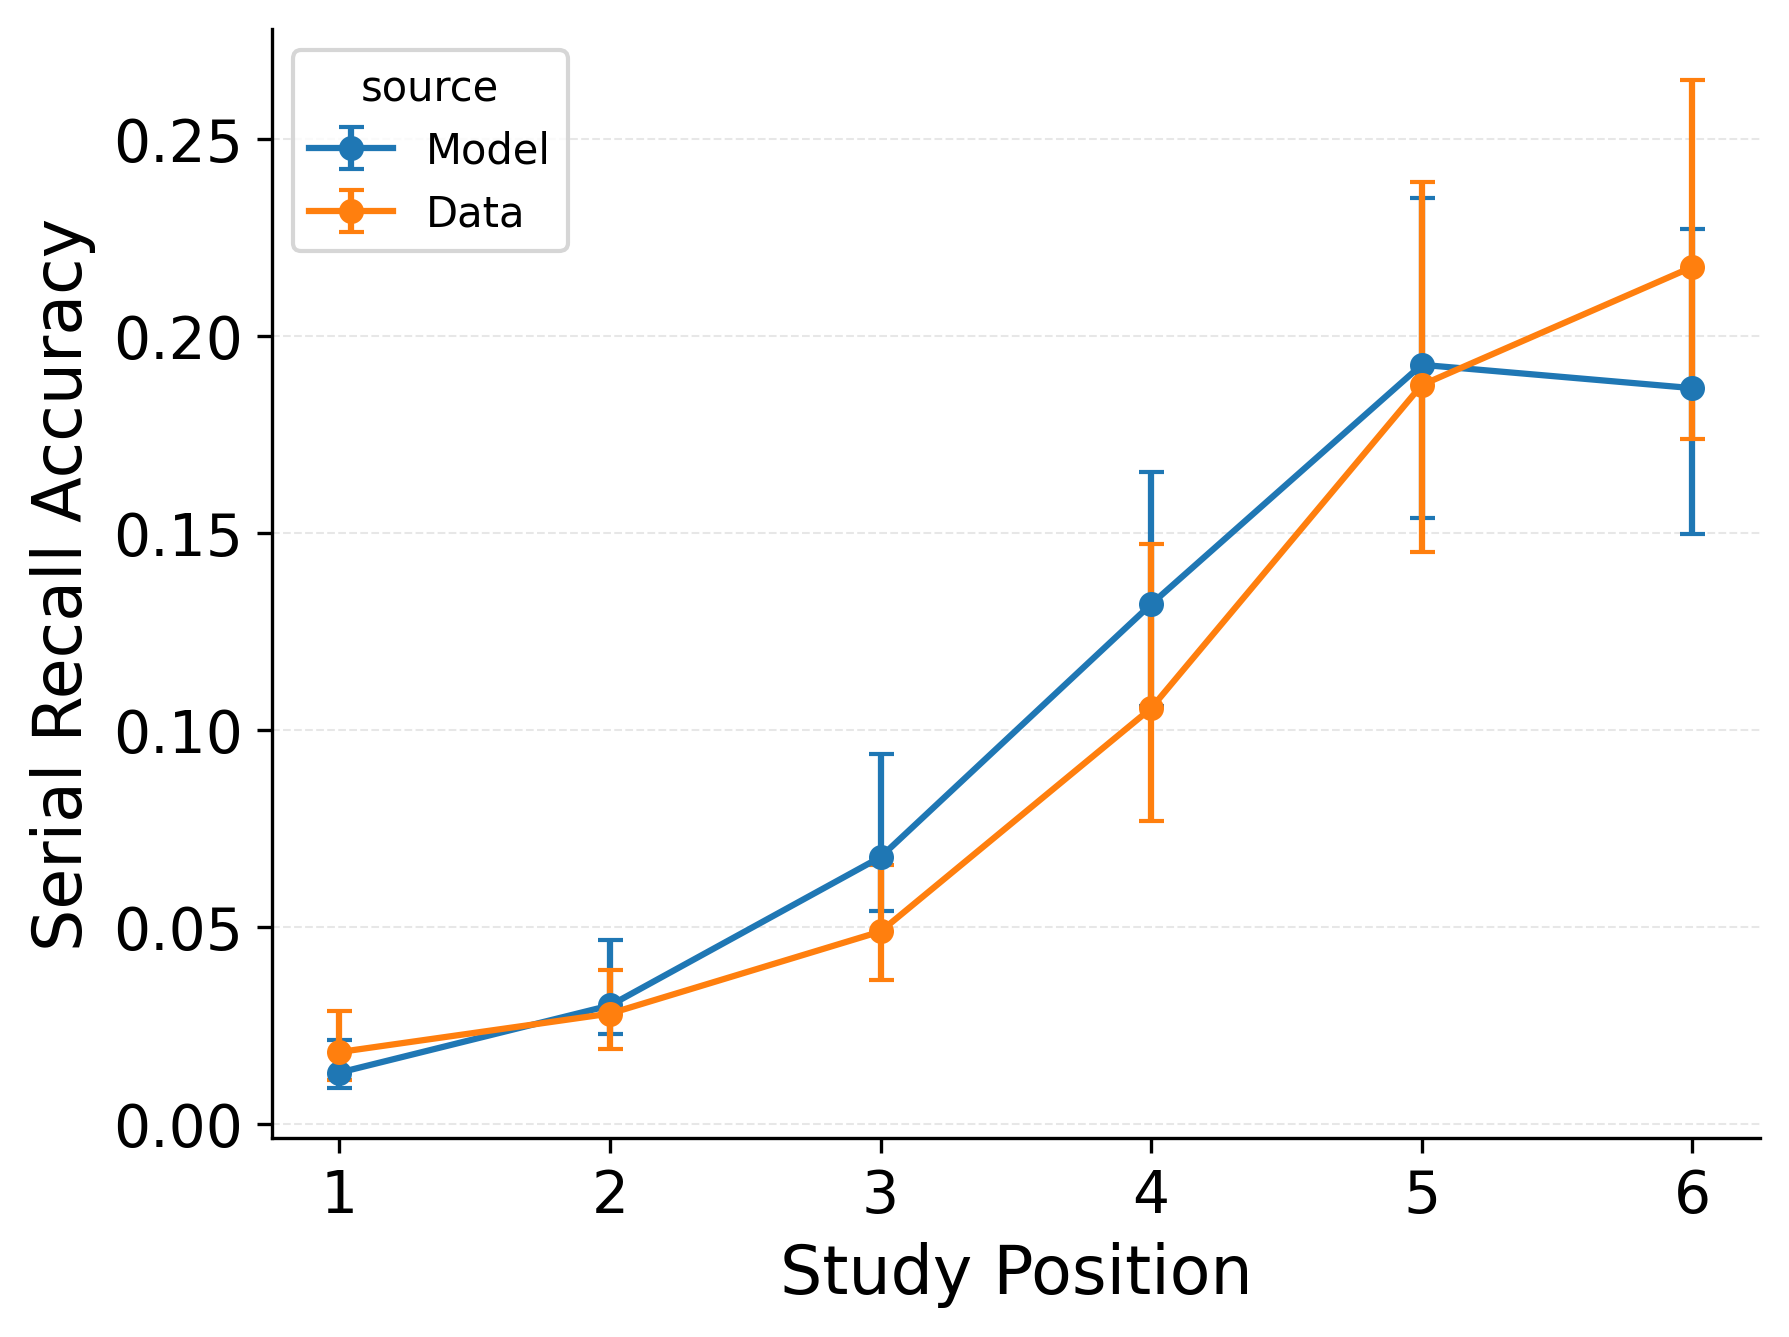 source
Model
Data
Serial Recall Accuracy
0.25
0.20
0.15
0.10
0.05
0.00
1 2 3 4 5 6
Study Position